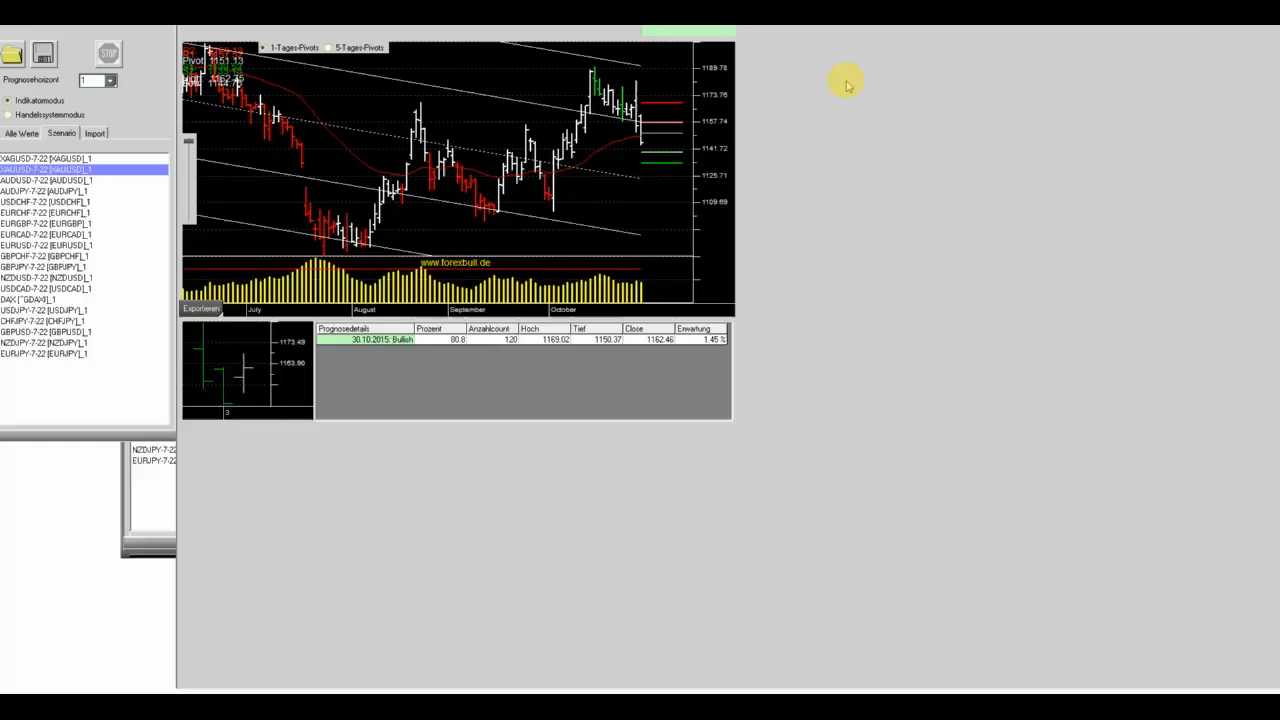 STOP
1-Tages-Pivots 5-Tages-Pivots
Pivot 1151.13
Prognosehorizont 1
Indikatormodus
Handelssystemmodus
Alle Werte Szenario Import
XAGUSD-7-22 [XAGUSD]_1
XAUUSD-7-22 [XAUUSD]_1
AUDUSD-7-22 [AUDUSD]_1
AUDJPY-7-22 [AUDJPY]_1
USDCHF-7-22 [USDCHF]_1
EURCHF-7-22 [EURCHF]_1
EURGBP-7-22 [EURGBP]_1
EURCAD-7-22 [EURCAD]_1
EURUSD-7-22 [EURUSD]_1
GBPCHF-7-22 [GBPCHF]_1
GBPJPY-7-22 [GBPJPY]_1
NZDUSD-7-22 [NZDUSD]_1
USDCAD-7-22 [USDCAD]_1
DAX [^GDAXI]_1
USDJPY-7-22 [USDJPY]_1
CHFJPY-7-22 [CHFJPY]_1
GBPUSD-7-22 [GBPUSD]_1
NZDJPY-7-22 [NZDJPY]_1
EURJPY-7-22 [EURJPY]_1
1189.78
1173.76
1157.74
1141.72
1125.71
1109.69
www.forexbull.de
Exportieren
July August September October
1173.49
1163.90
3
Prognosedetails Prozent Anzahlcount Hoch Tief Close Erwartung
30.10.2015: Bullish 80.8 120 1169.02 1150.37 1162.46 1.45 %
NZDJPY-7-22
EURJPY-7-22